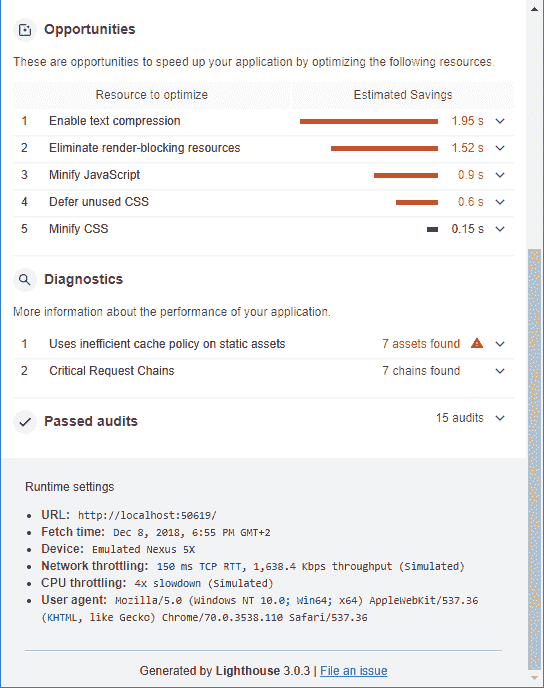 Opportunities
These are opportunities to speed up your application by optimizing the following resources.
Resource to optimize Estimated Savings
1 Enable text compression 1.95 s
2 Eliminate render-blocking resources 1.52 s
3 Minify JavaScript 0.9 s
4 Defer unused CSS 0.6 s
5 Minify CSS 0.15 s
Diagnostics
More information about the performance of your application.
1 Uses inefficient cache policy on static assets 7 assets found
2 Critical Request Chains 7 chains found
Passed audits 15 audits
Runtime settings
• URL: http://localhost:50619/
• Fetch time: Dec 8, 2018, 6:55 PM GMT+2
• Device: Emulated Nexus 5X
• Network throttling: 150 ms TCP RTT, 1,638.4 Kbps throughput (Simulated)
• CPU throttling: 4x slowdown (Simulated)
• User agent: Mozilla/5.0 (Windows NT 10.0; Win64; x64) AppleWebKit/537.36
(KHTML, like Gecko) Chrome/70.0.3538.110 Safari/537.36
Generated by Lighthouse 3.0.3 | File an issue